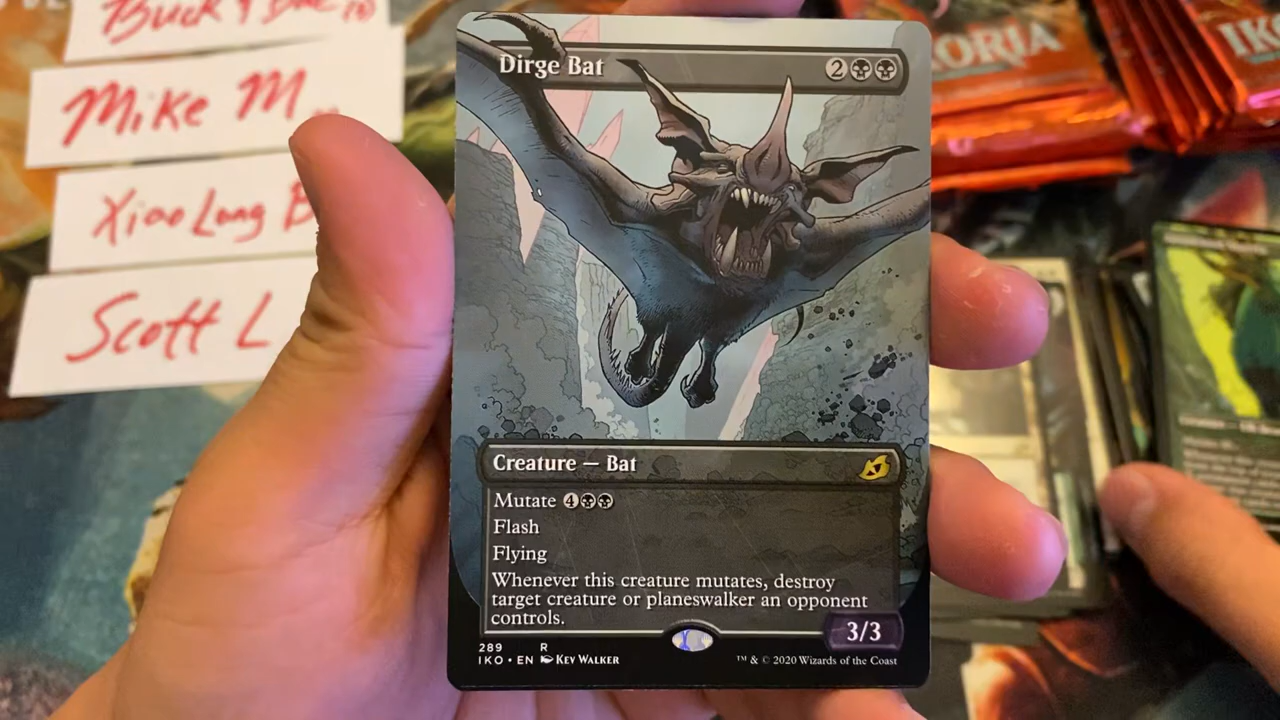 Mike M
Xiao Long B
Scott L
ORIA
IKO
Dirge Bat
2
Creature — Bat
Mutate 4
Flash
Flying
Whenever this creature mutates, destroy
target creature or planeswalker an opponent
controls.
3/3
289 R
IKO • EN Kev Walker
™ & © 2020 Wizards of the Coast